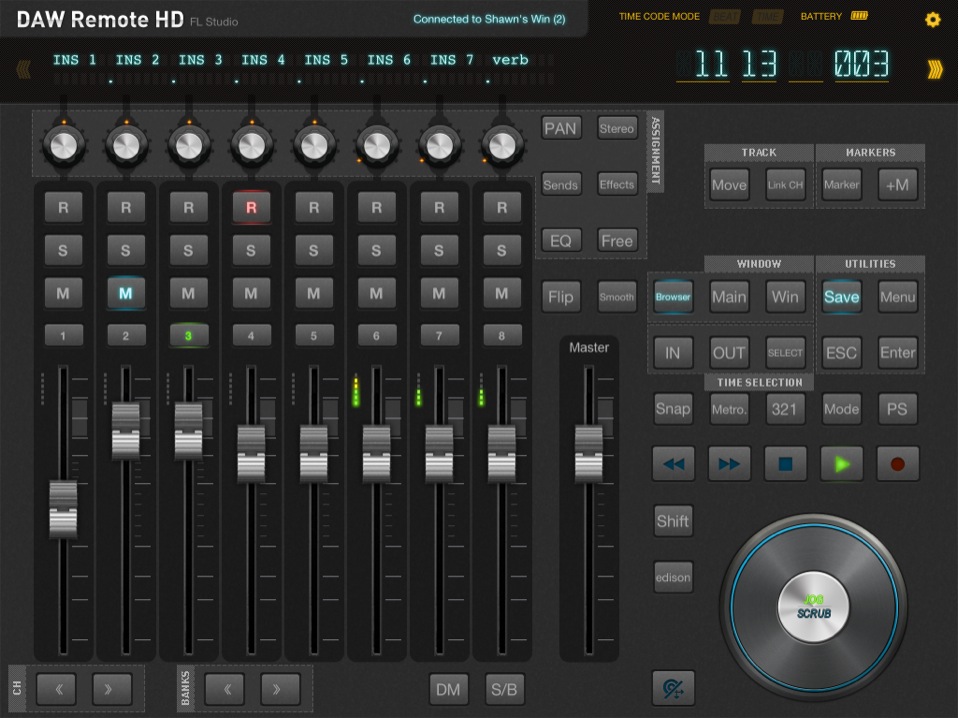 DAW Remote HD FL Studio
Connected to Shawn's Win (2)
TIME CODE MODE BEAT TIME BATTERY
INS 1 INS 2 INS 3 INS 4 INS 5 INS 6 INS 7 verb
11 13 003
PAN Stereo
ASSIGNMENT
Sends Effects
EQ Free
Flip Smooth
TRACK MARKERS
Move Link CH Marker +M
R R R R R R R R
S S S S S S S S
M M M M M M M M
1 2 3 4 5 6 7 8
WINDOW UTILITIES
Browser Main Win Save Menu
IN OUT SELECT ESC Enter
TIME SELECTION
Snap Metro. 321 Mode PS
Master
Shift
edison
JOG
SCRUB
CH « »
BANKS « »
DM S/B